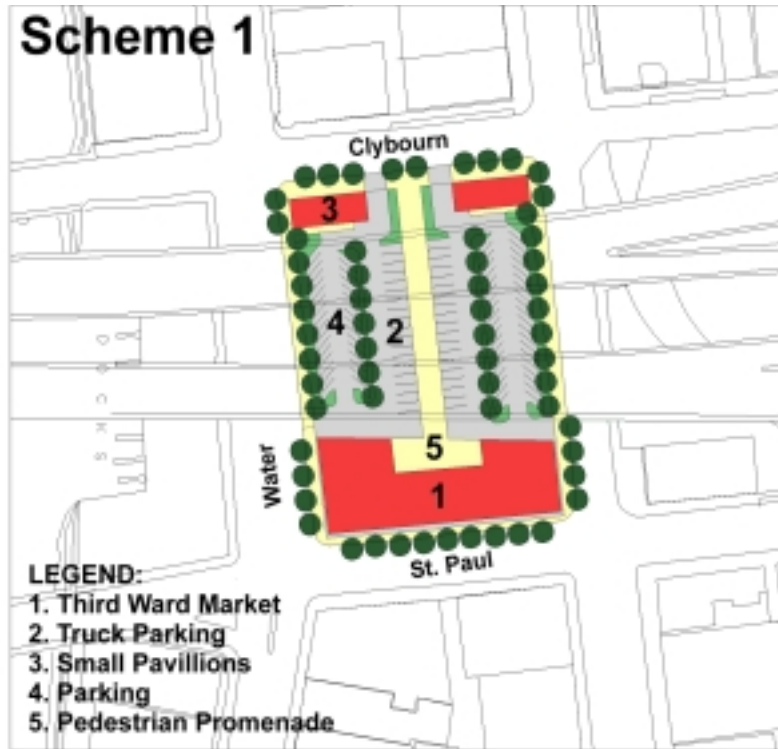 Scheme 1
Clybourn
3
4
2
5
1
Water
St. Paul
LEGEND:
1. Third Ward Market
2. Truck Parking
3. Small Pavillions
4. Parking
5. Pedestrian Promenade